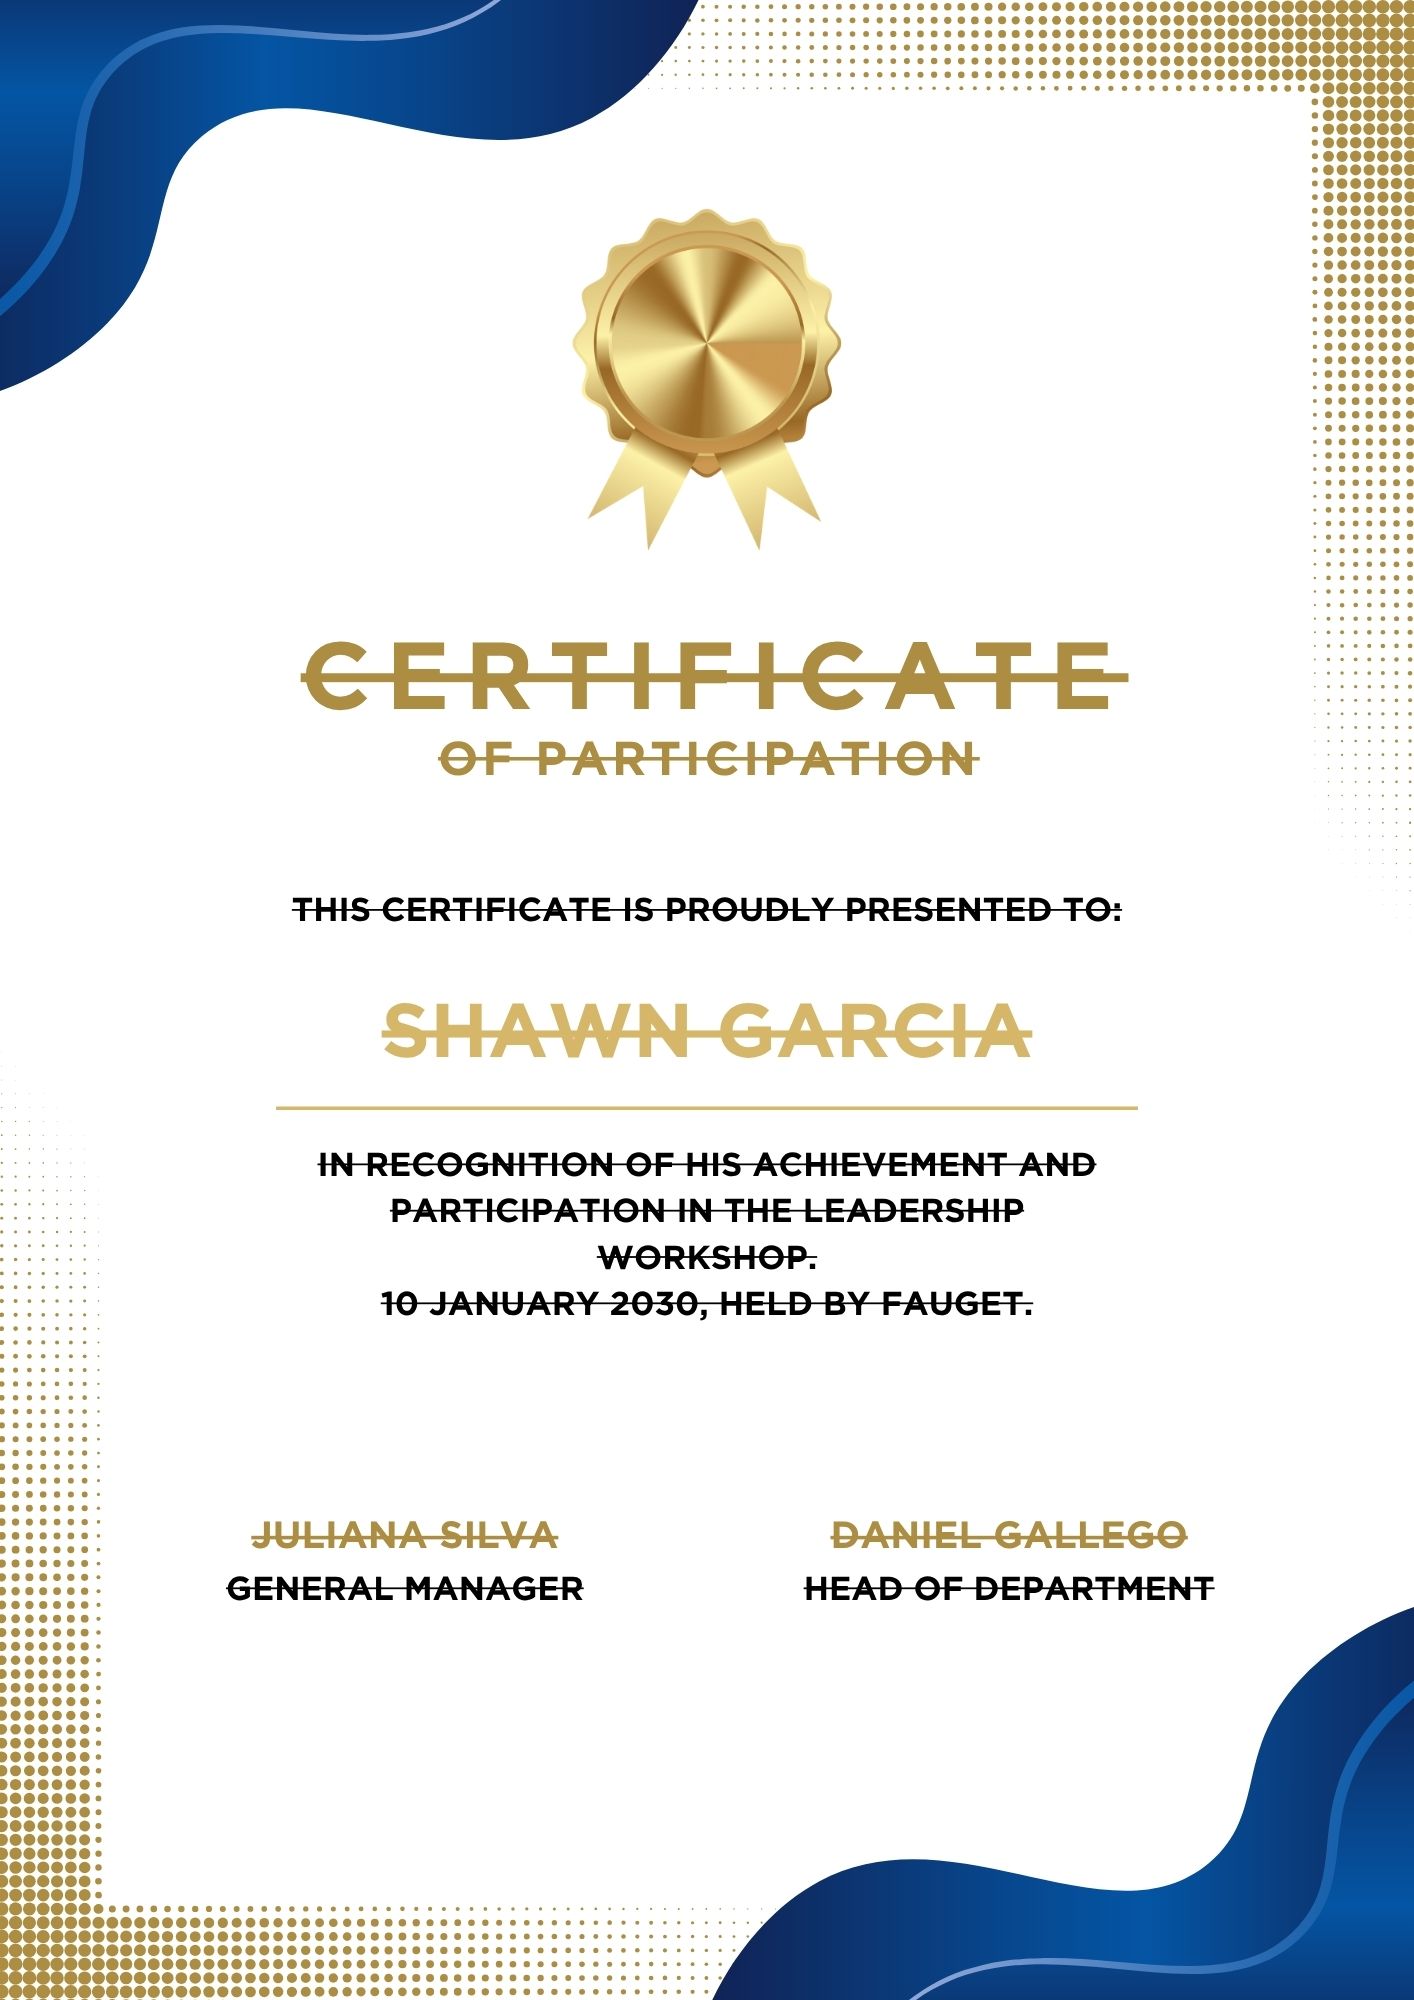 CERTIFICATE
OF PARTICIPATION
THIS CERTIFICATE IS PROUDLY PRESENTED TO:
SHAWN GARCIA
IN RECOGNITION OF HIS ACHIEVEMENT AND
PARTICIPATION IN THE LEADERSHIP
WORKSHOP.
10 JANUARY 2030, HELD BY FAUGET.
JULIANA SILVA
GENERAL MANAGER
DANIEL GALLEGO
HEAD OF DEPARTMENT